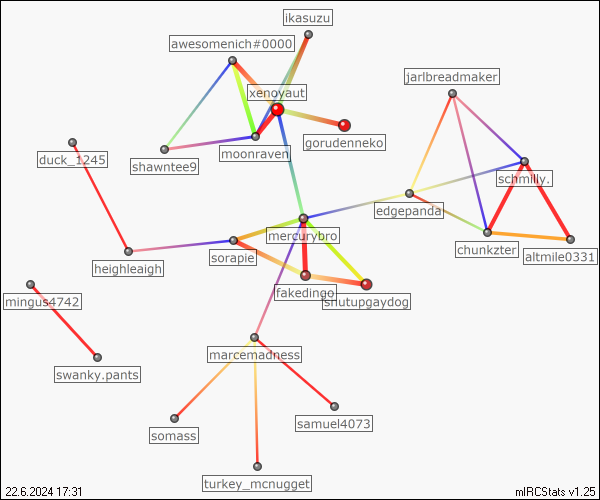 ikasuzu
awesomenich#0000
jarlbreadmaker
xenoyaut
gorudenneko
moonraven
duck_1245
shawntee9
schmilly.
edgepanda
mercurybro
chunkzter
sorapie
altmile0331
heighleaigh
fakedingo
shutupgaydog
mingus4742
marcemadness
swanky.pants
samuel4073
somass
turkey_mcnugget
22.6.2024 17:31
mIRCStats v1.25